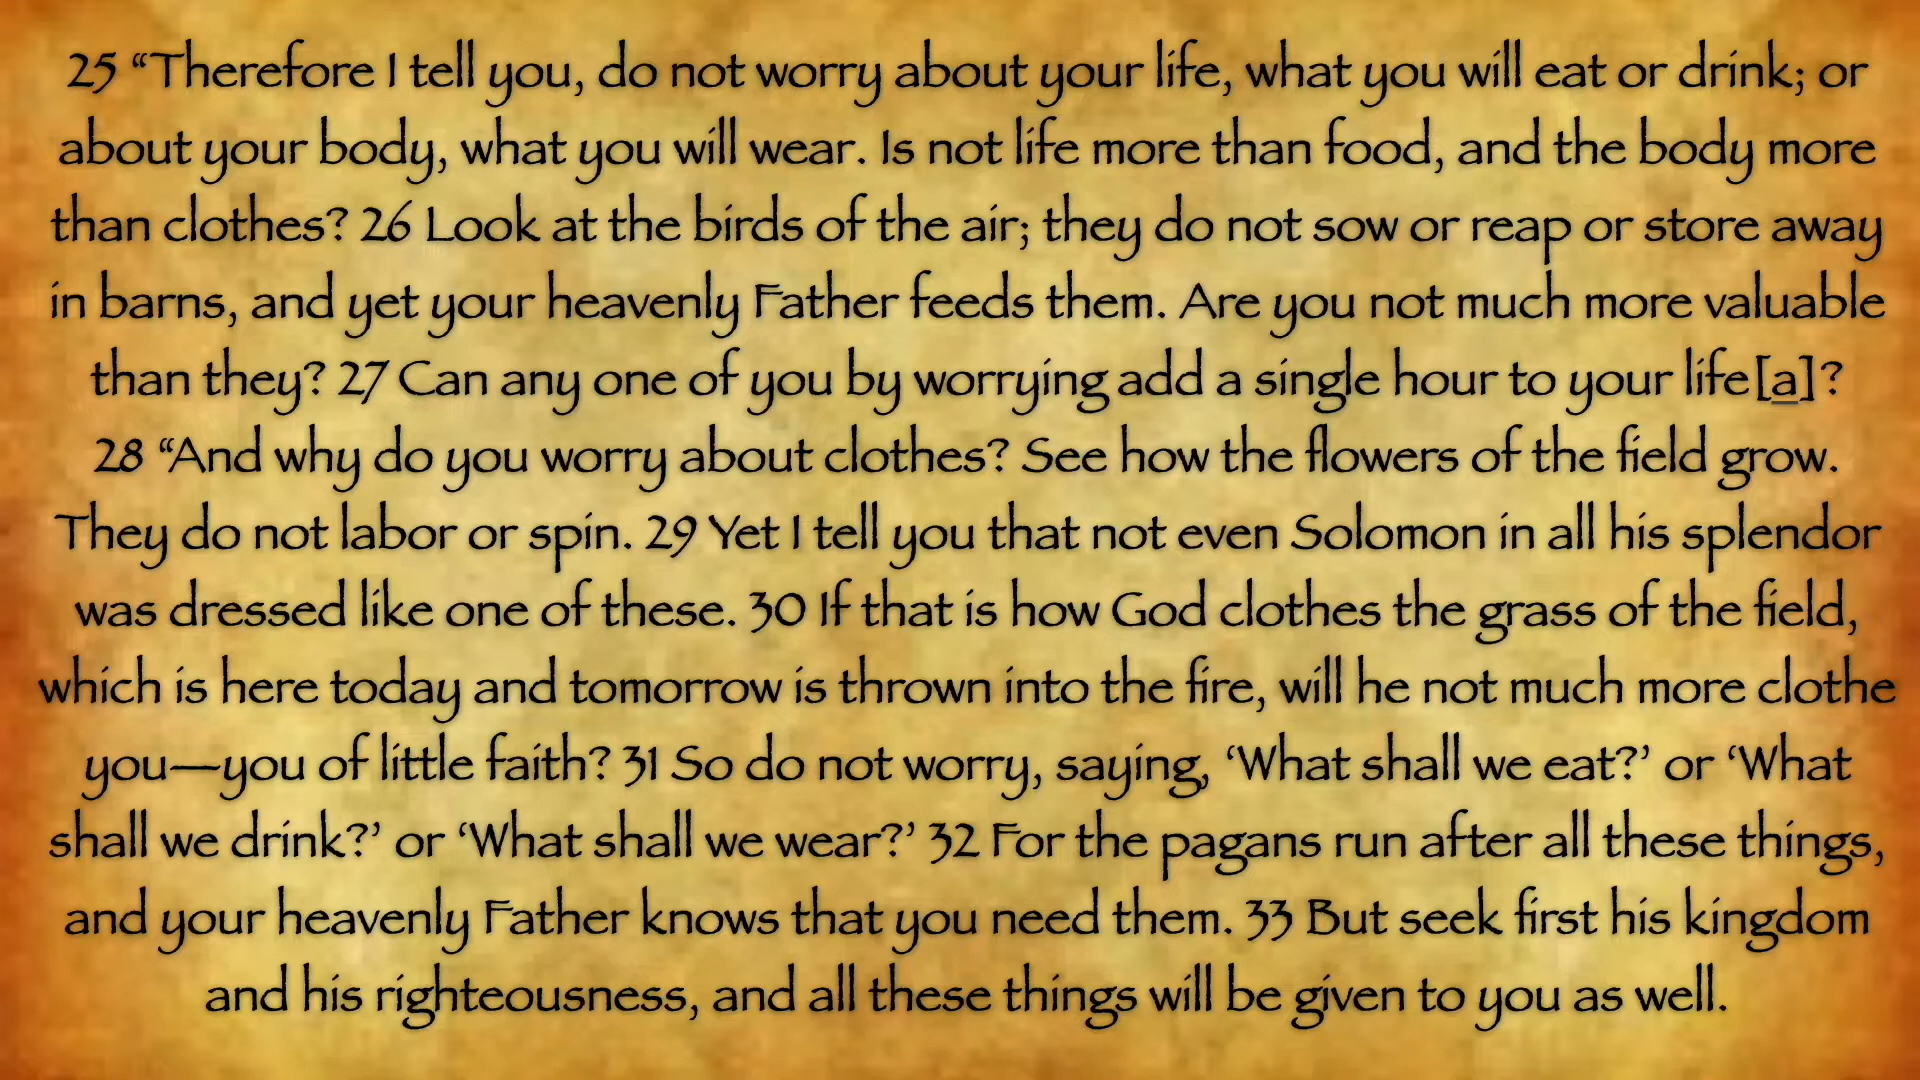 25 “Therefore I tell you, do not worry about your life, what you will eat or drink; or
about your body, what you will wear. Is not life more than food, and the body more
than clothes? 26 Look at the birds of the air; they do not sow or reap or store away
in barns, and yet your heavenly Father feeds them. Are you not much more valuable
than they? 27 Can any one of you by worrying add a single hour to your life[a]?
28 “And why do you worry about clothes? See how the flowers of the field grow.
They do not labor or spin. 29 Yet I tell you that not even Solomon in all his splendor
was dressed like one of these. 30 If that is how God clothes the grass of the field,
which is here today and tomorrow is thrown into the fire, will he not much more clothe
you—you of little faith? 31 So do not worry, saying, ‘What shall we eat?’ or ‘What
shall we drink?’ or ‘What shall we wear?’ 32 For the pagans run after all these things,
and your heavenly Father knows that you need them. 33 But seek first his kingdom
and his righteousness, and all these things will be given to you as well.